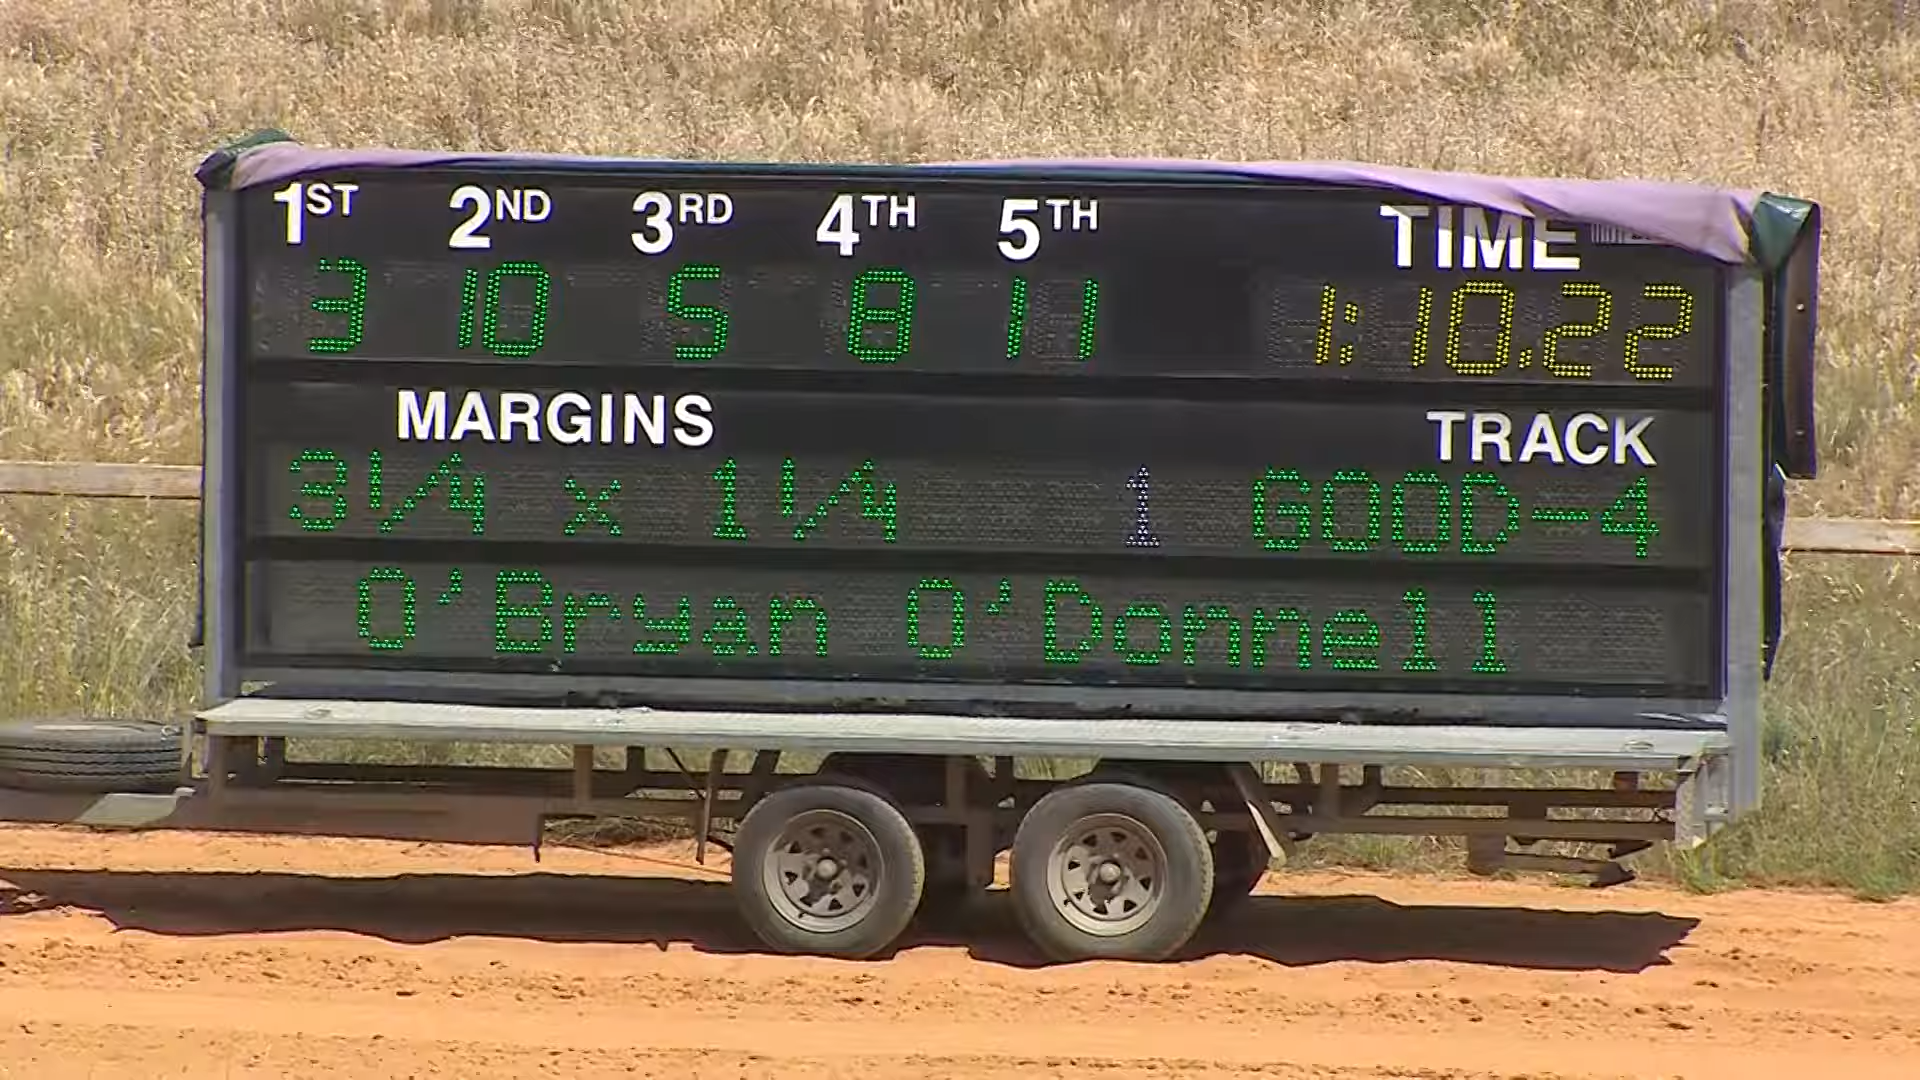 1ST 2ND 3RD 4TH 5TH TIME
3 10 5 8 11 1:10.22
MARGINS TRACK
3 1/4 x 1 1/4 1 GOOD-4
O'Bryan O'Donnell